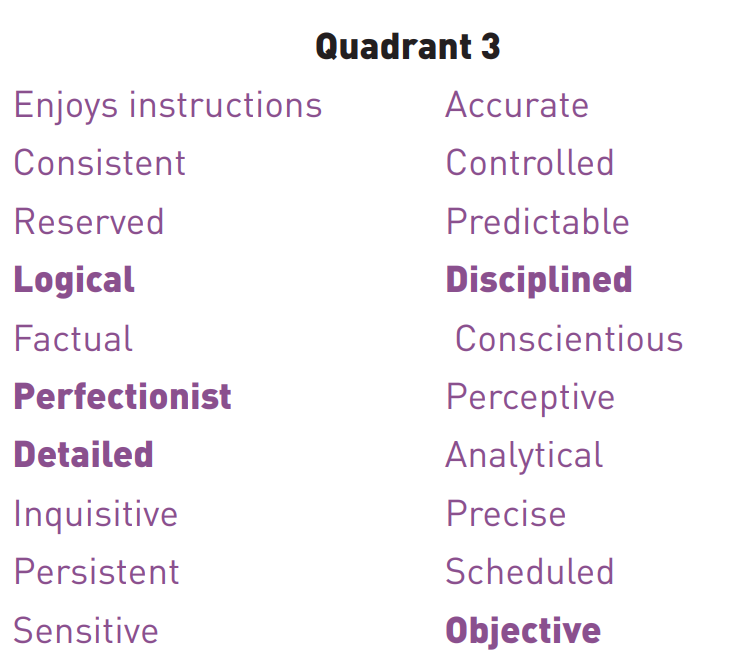 Quadrant 3
Enjoys instructions
Consistent
Reserved
Logical
Factual
Perfectionist
Detailed
Inquisitive
Persistent
Sensitive
Accurate
Controlled
Predictable
Disciplined
Conscientious
Perceptive
Analytical
Precise
Scheduled
Objective